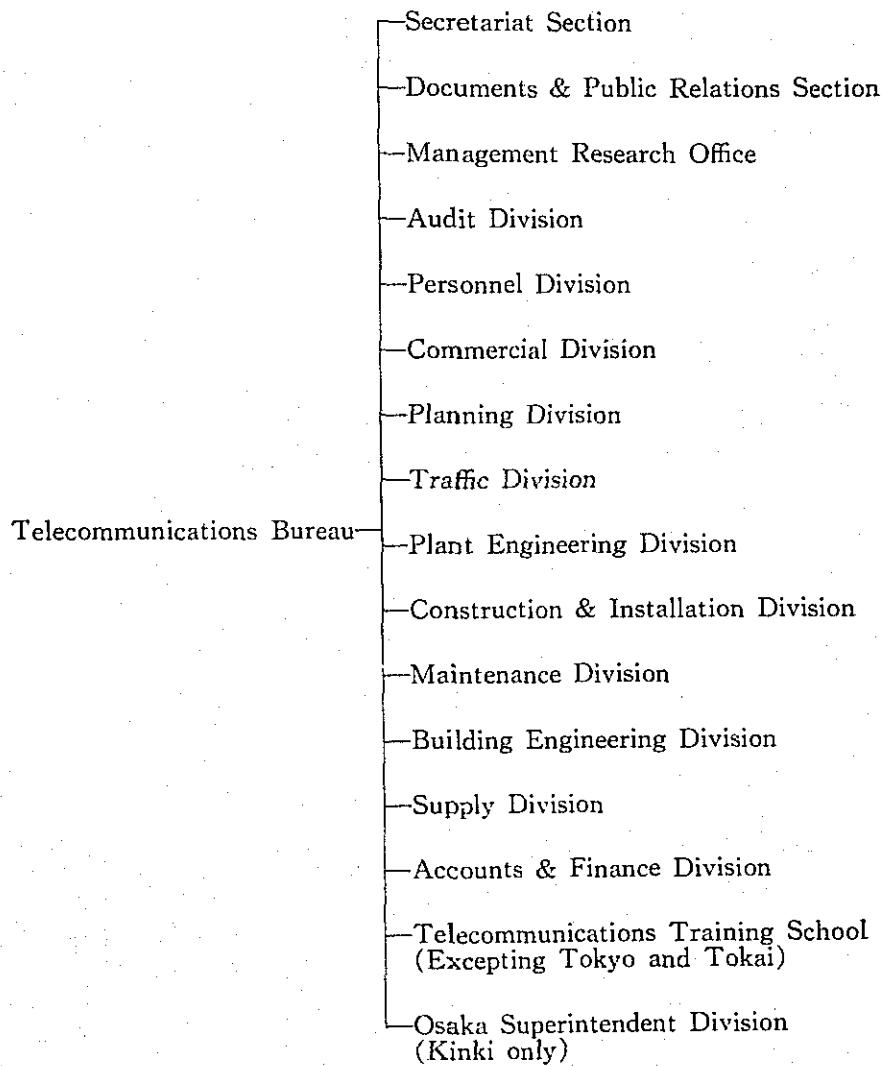 Secretariat Section
Documents & Public Relations Section
Management Research Office
Audit Division
Personnel Division
Commercial Division
Planning Division
Traffic Division
Telecommunications Bureau
Plant Engineering Division
Construction & Installation Division
Maintenance Division
Building Engineering Division
Supply Division
Accounts & Finance Division
Telecommunications Training School
(Excepting Tokyo and Tokai)
Osaka Superintendent Division
(Kinki only)